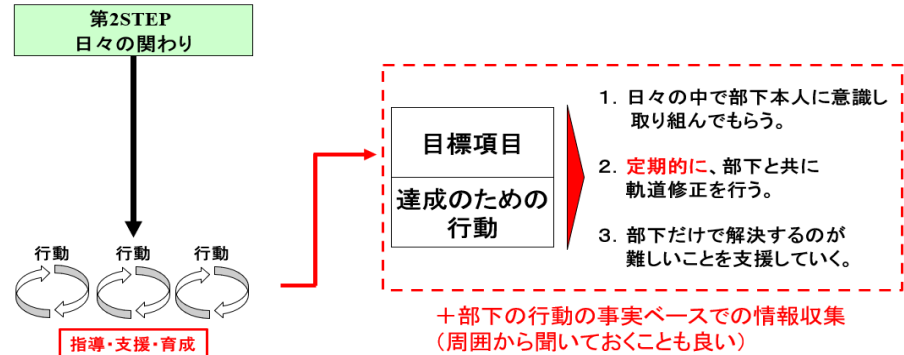 第2STEP
日々の関わり
行動
行動
行動
指導・支援・育成
目標項目
達成のための
行動
1. 日々の中で部下本人に意識し
取り組んでもらう。
2. 定期的に、部下と共に
軌道修正を行う。
3. 部下だけで解決するのが
難しいことを支援していく。
＋部下の行動の事実ベースでの情報収集
（周囲から聞いておくことも良い）